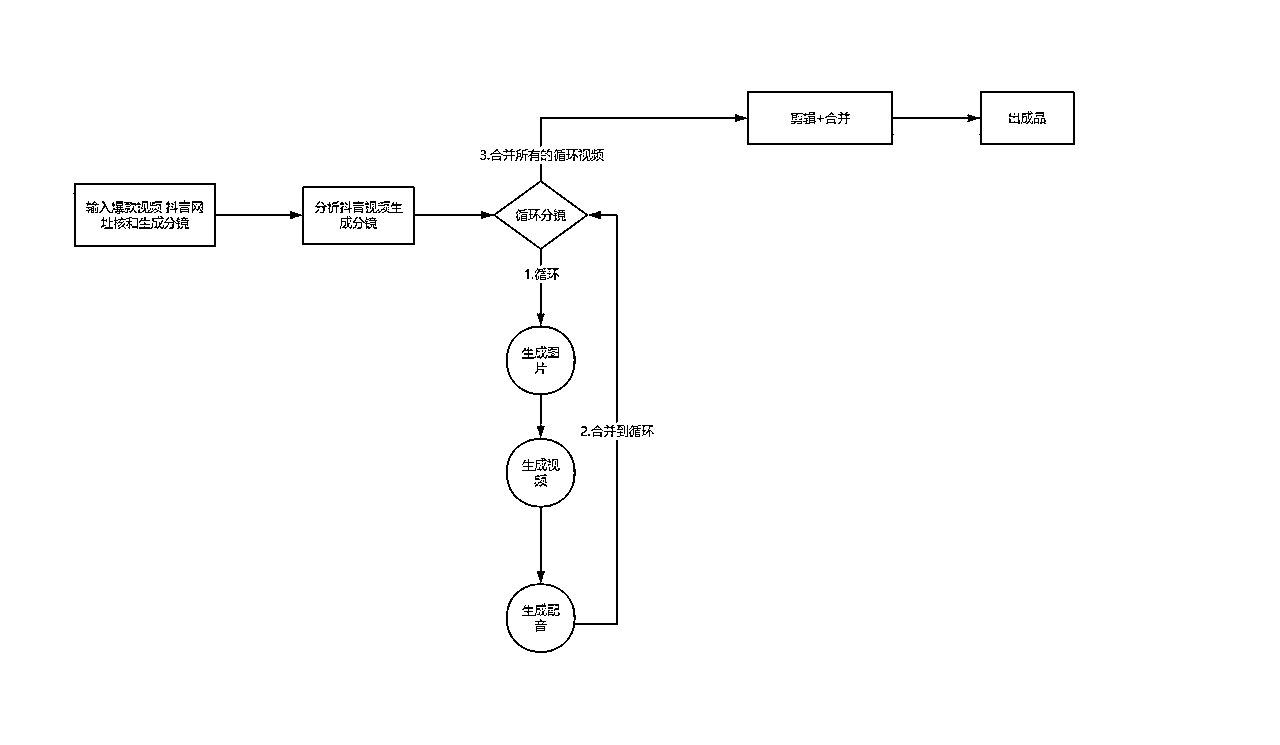 输入爆款视频 抖音网
址核和生成分镜
分析抖音视频生
成分镜
循环分镜
3.合并所有的循环视频
剪辑+合并
出成品
1.循环
生成图
片
2.合并到循环
生成视
频
生成配
音